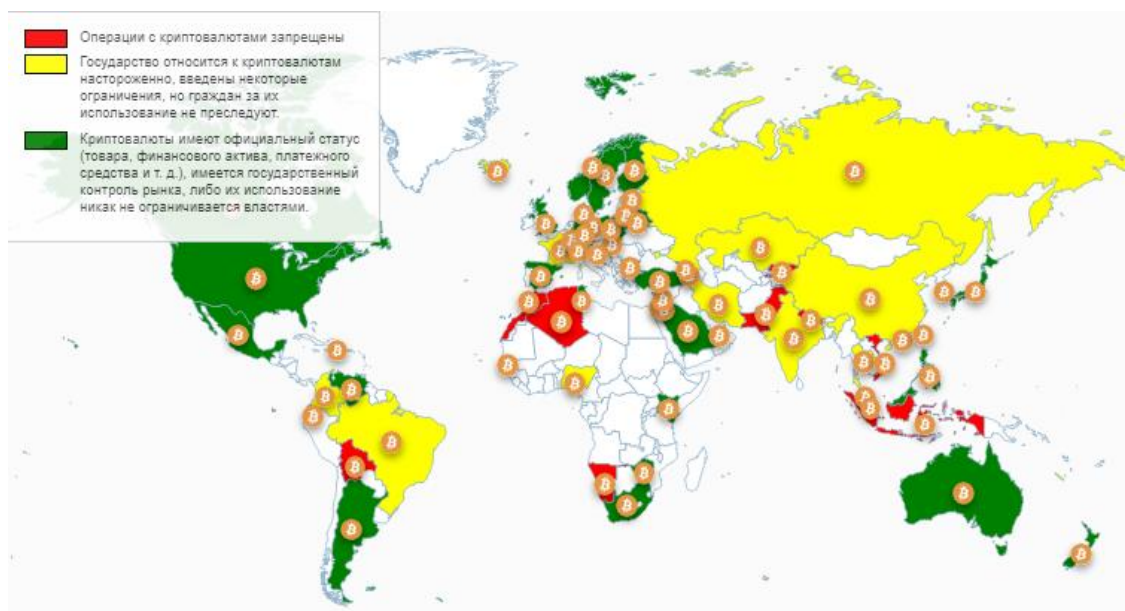 Операции с криптовалютами запрещены
Государство относится к криптовалютам
настороженно, введены некоторые
ограничения, но граждан за их
использование не преследуют.
Криптовалюты имеют официальный статус
(товара, финансового актива, платежного
средства и т. д.), имеется государственный
контроль рынка, либо их использование
никак не ограничивается властями.